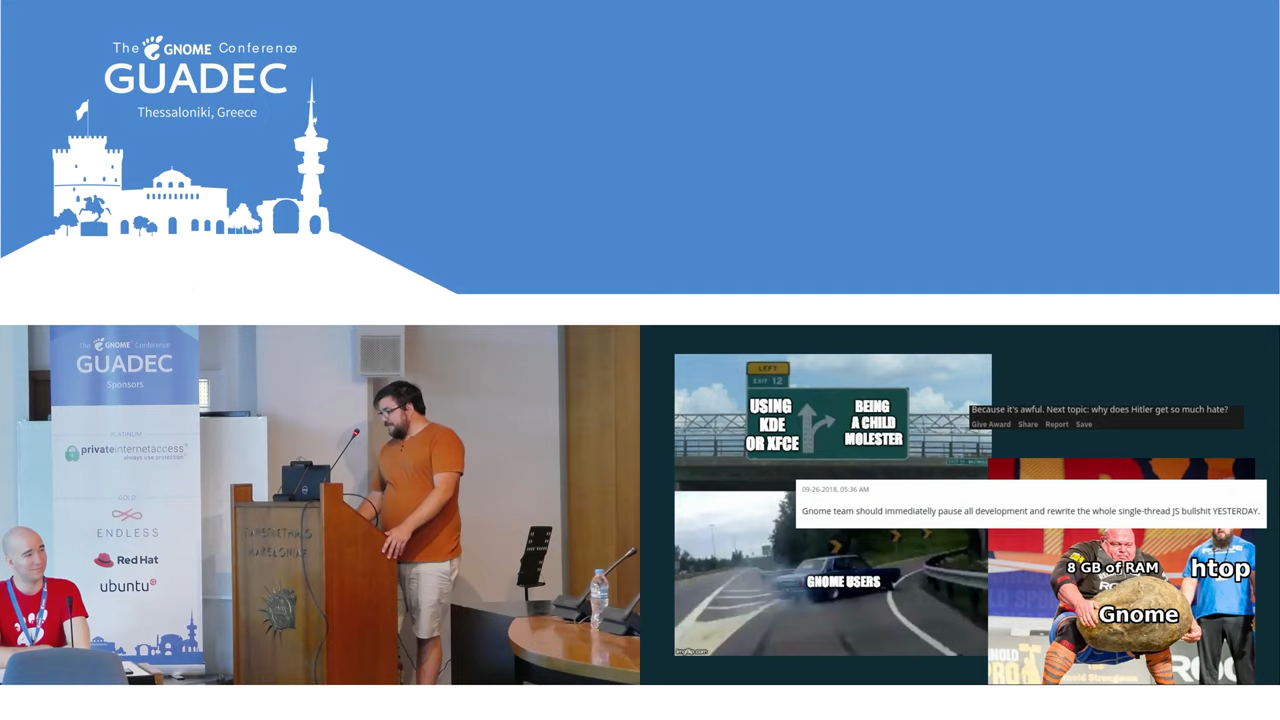 The GNOME Conference
GUADEC
Thessaloniki, Greece
The GNOME Conference
GUADEC
Sponsors
PLATINUM
privateinternetaccess
always use protection
GOLD
ENDLESS
Red Hat
ubuntu
LEFT
EXIT 12
USING
KDE
OR XFCE
BEING
A CHILD
MOLESTER
Because it's awful. Next topic: why does Hitler get so much hate?
Give Award Share Report Save
09-26-2018, 05:36 AM
Gnome team should immediatelly pause all development and rewrite the whole single-thread JS bullshit YESTERDAY.
GNOME USERS
imgflip.com
8 GB of RAM
htop
Gnome